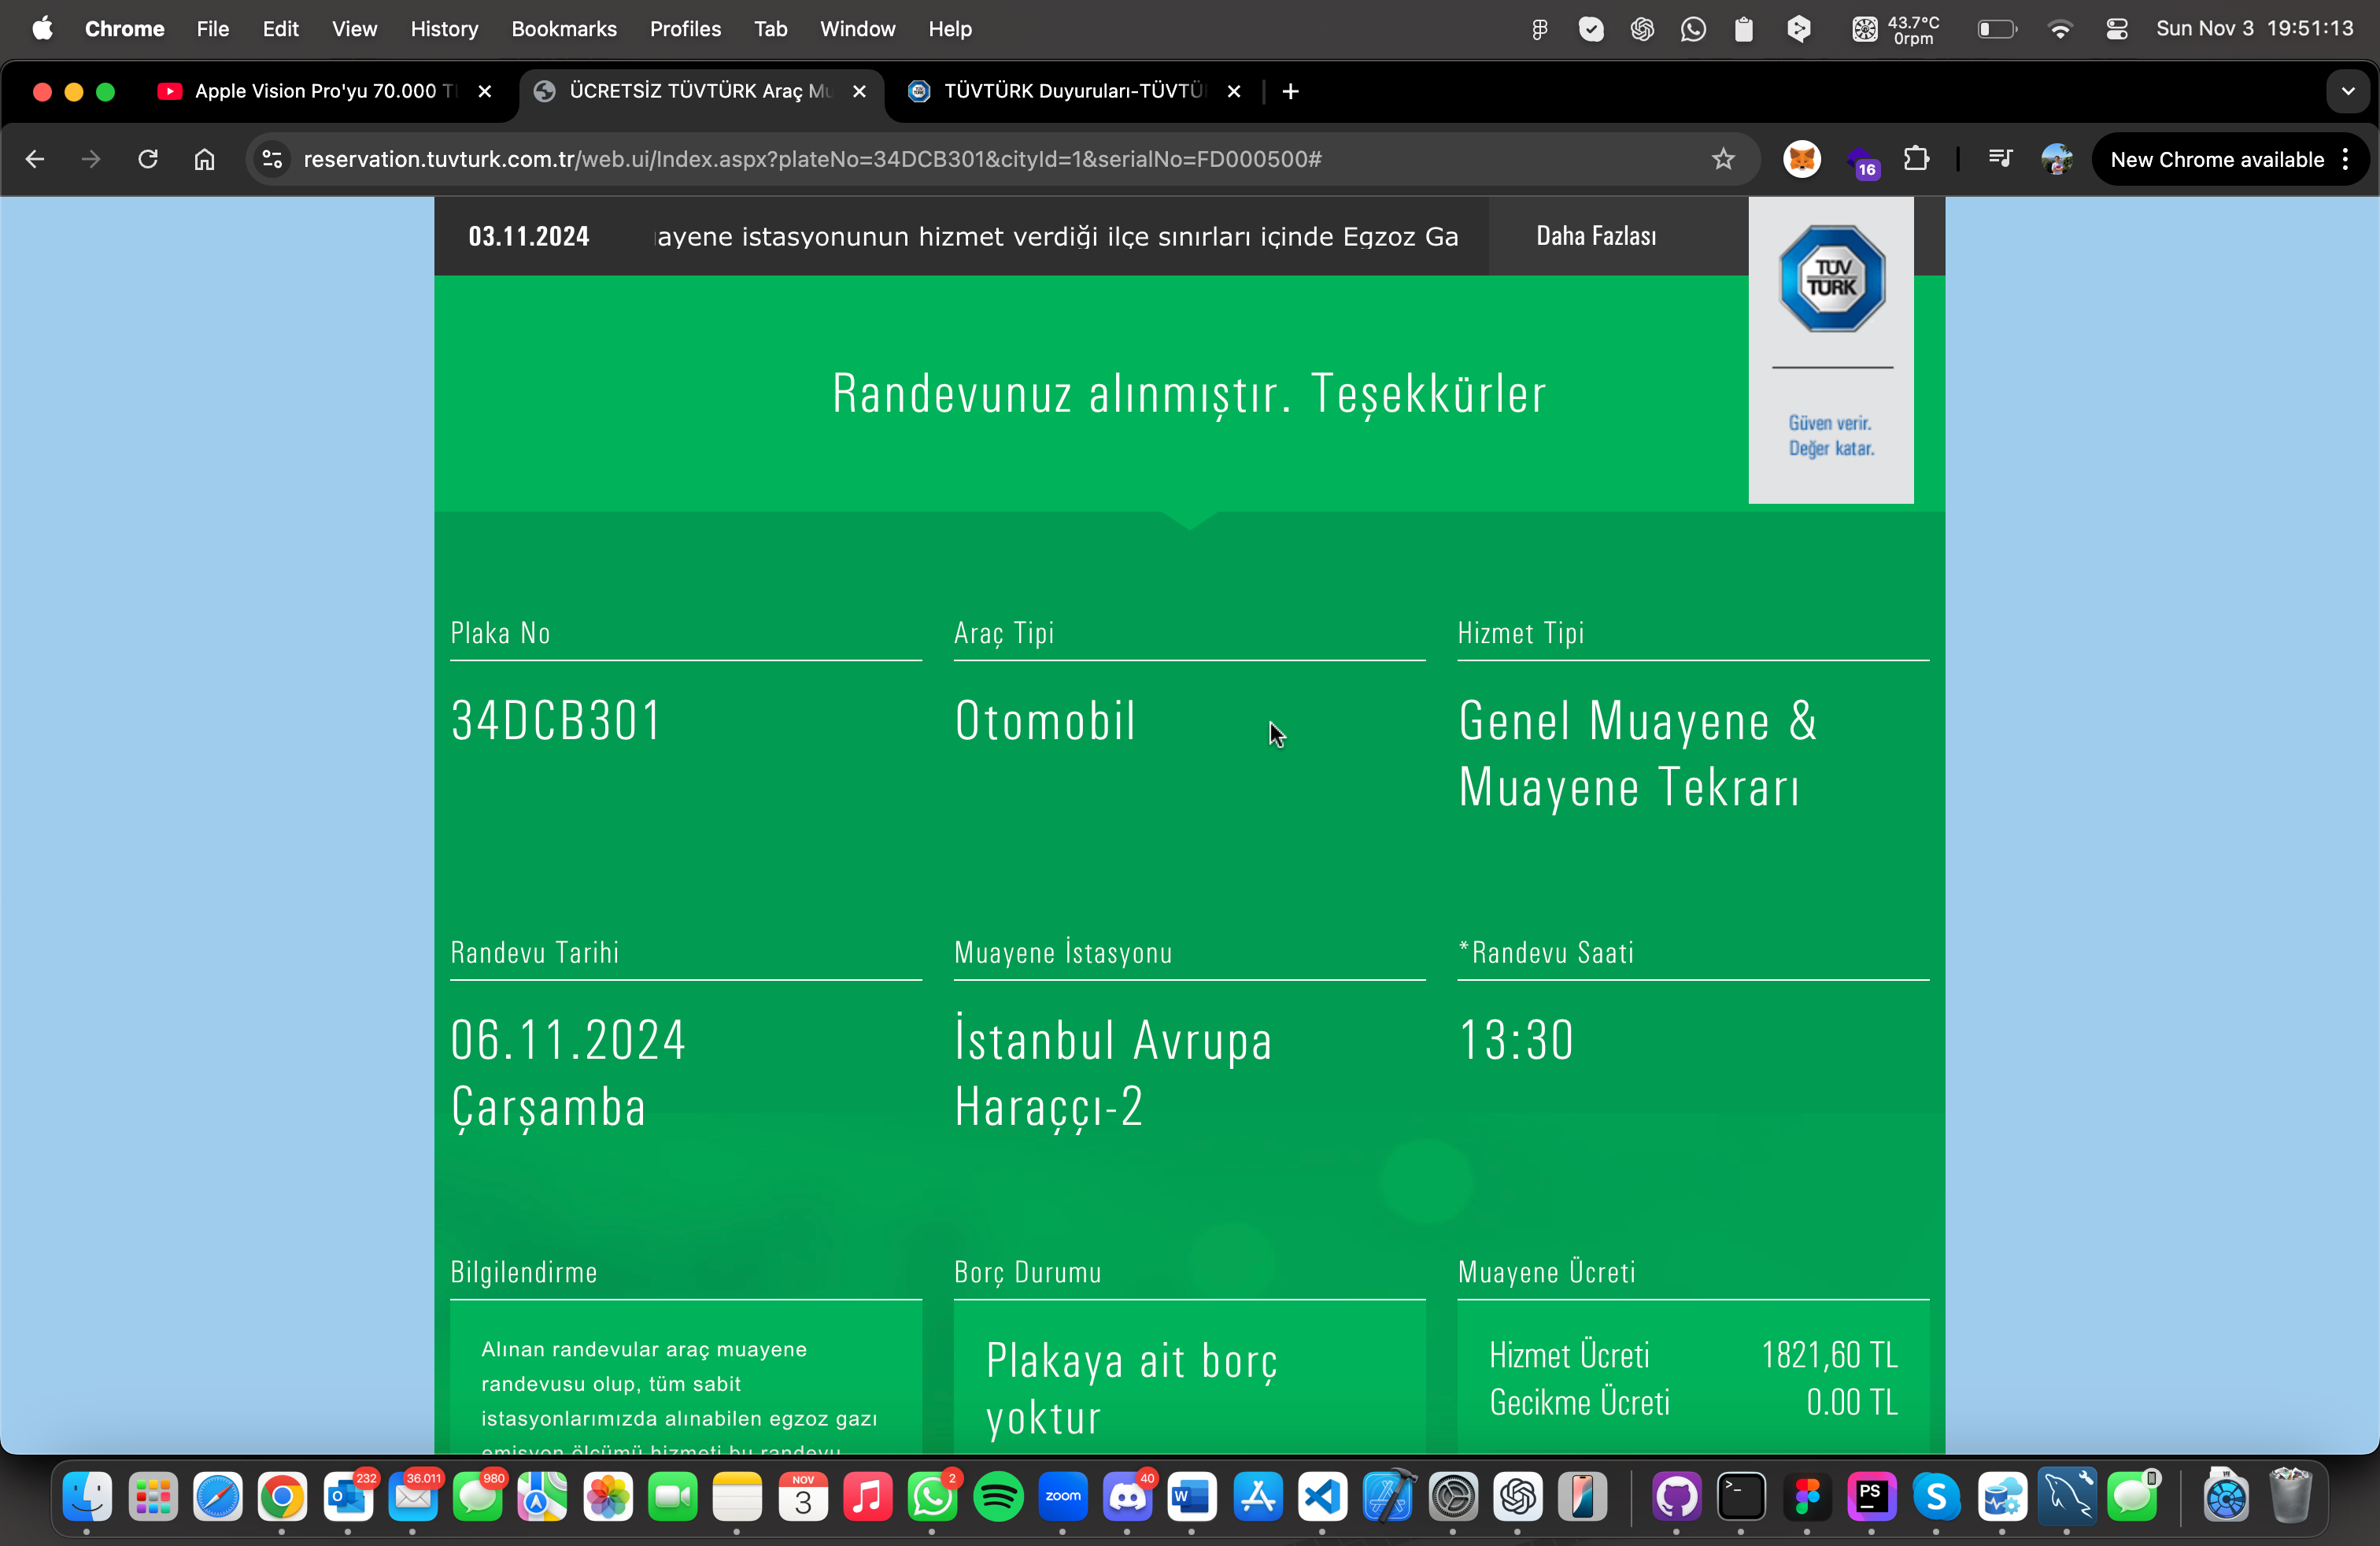 Chrome File Edit View History Bookmarks Profiles Tab Window Help 43.7°C 0rpm Sun Nov 3 19:51:13
Apple Vision Pro'yu 70.000 ÜCRETSİZ TÜVTÜRK Araç TÜVTÜRK Duyuruları-TÜVTÜ
reservation.tuvturk.com.tr/web.ui/Index.aspx?plateNo=34DCB301&cityId=1&serialNo=FD000500# 16 New Chrome available
03.11.2024 ayene istasyonunun hizmet verdiği ilçe sınırları içinde Egzoz Ga Daha Fazlası
TÜV
TÜRK
Randevunuz alınmıştır. Teşekkürler
Güven verir.
Değer katar.
Plaka No Araç Tipi Hizmet Tipi
34DCB301 Otomobil Genel Muayene &
Muayene Tekrarı
Randevu Tarihi Muayene İstasyonu *Randevu Saati
06.11.2024 İstanbul Avrupa 13:30
Çarşamba Haraççı-2
Bilgilendirme Borç Durumu Muayene Ücreti
Alınan randevular araç muayene
randevusu olup, tüm sabit
istasyonlarımızda alınabilen egzoz gazı
emisyon ölçümü hizmeti bu randevu
Plakaya ait borç
yoktur
Hizmet Ücreti 1821,60 TL
Gecikme Ücreti 0.00 TL
232 36.011 980 NOV 3 2 zoom 40 W PS S